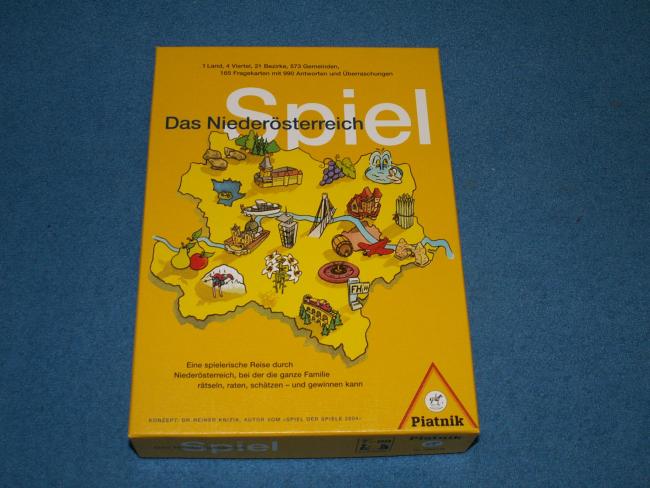 1 Land, 4 Viertel, 21 Bezirke, 573 Gemeinden,
165 Fragekarten mit 990 Antworten und Überraschungen
Spiel
Das Niederösterreich
FH
Eine spielerische Reise durch
Niederösterreich, bei der die ganze Familie
rätseln, raten, schätzen – und gewinnen kann
KONZEPT: DR. REINER KNIZIA, AUTOR VOM «SPIEL DER SPIELE 2004»
Piatnik
Spiel
Piatnik